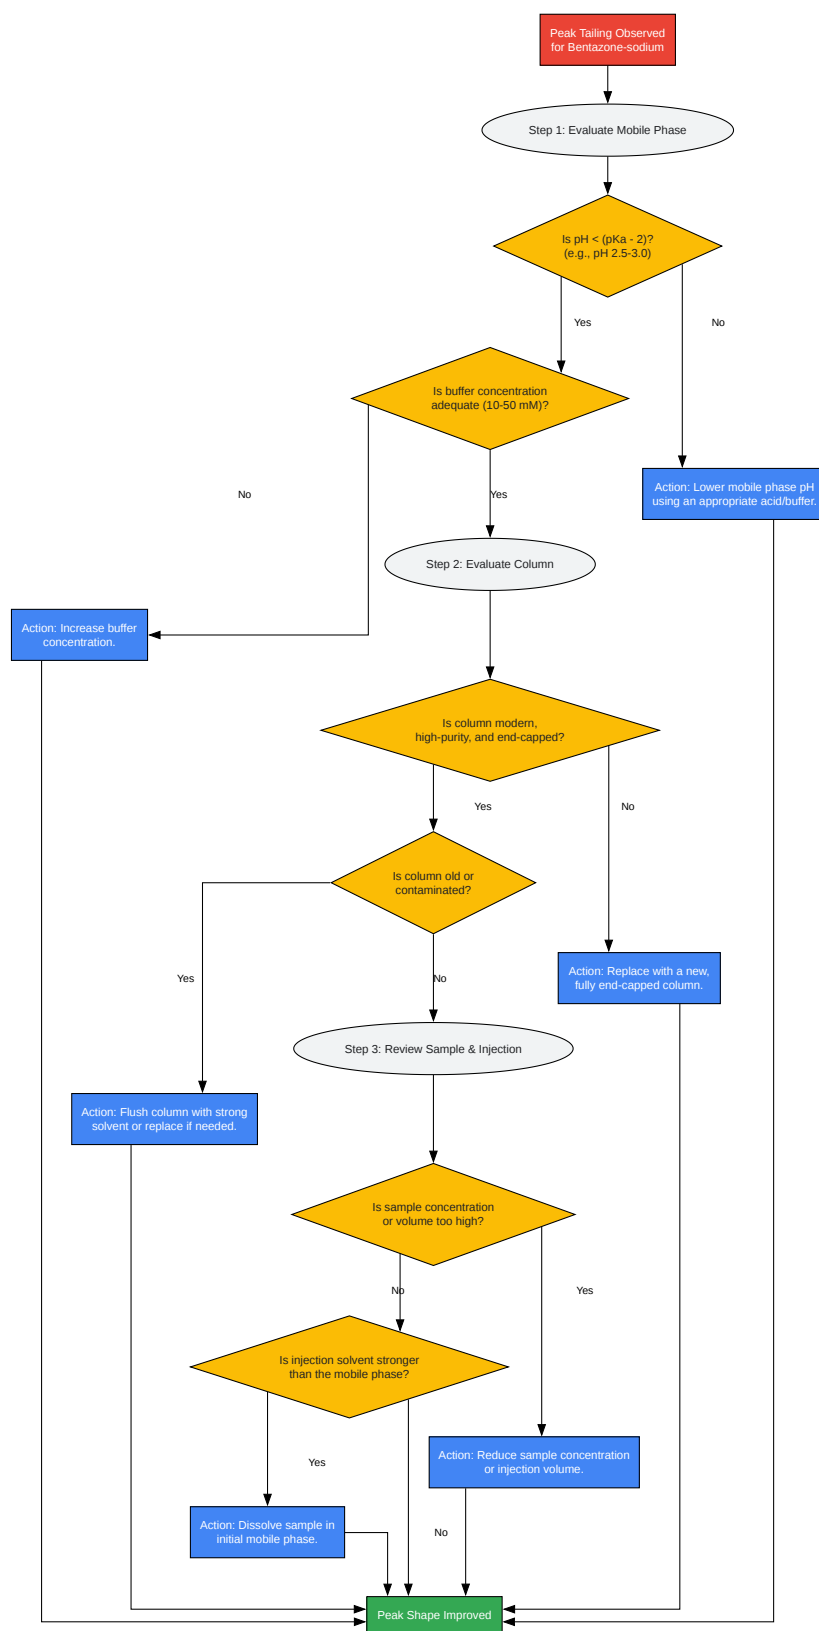 Peak Tailing Observed
for Bentazone-sodium
Step 1: Evaluate Mobile Phase
Is pH < (pKa - 2)?
(e.g., pH 2.5-3.0)
Yes
No
Is buffer concentration
adequate (10-50 mM)?
No
Yes
Action: Lower mobile phase pH
using an appropriate acid/buffer.
Step 2: Evaluate Column
Action: Increase buffer
concentration.
Is column modern,
high-purity, and end-capped?
Yes
No
Is column old or
contaminated?
Yes
No
Action: Replace with a new,
fully end-capped column.
Step 3: Review Sample & Injection
Action: Flush column with strong
solvent or replace if needed.
Is sample concentration
or volume too high?
No
Yes
Is injection solvent stronger
than the mobile phase?
Yes
Action: Reduce sample concentration
or injection volume.
Action: Dissolve sample in
initial mobile phase.
No
Peak Shape Improved